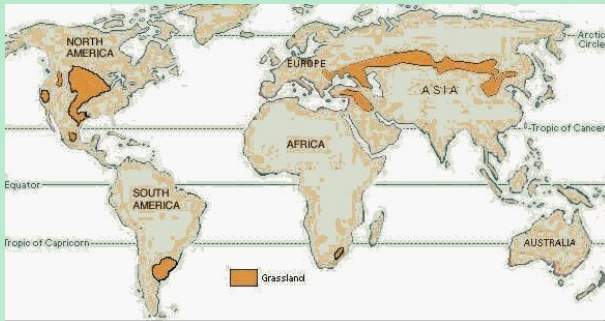 NORTH
AMERICA
Arctic
Circle
EUROPE
ASIA
Tropic of Cancer
AFRICA
Equator
SOUTH
AMERICA
Tropic of Capricorn
AUSTRALIA
Grassland